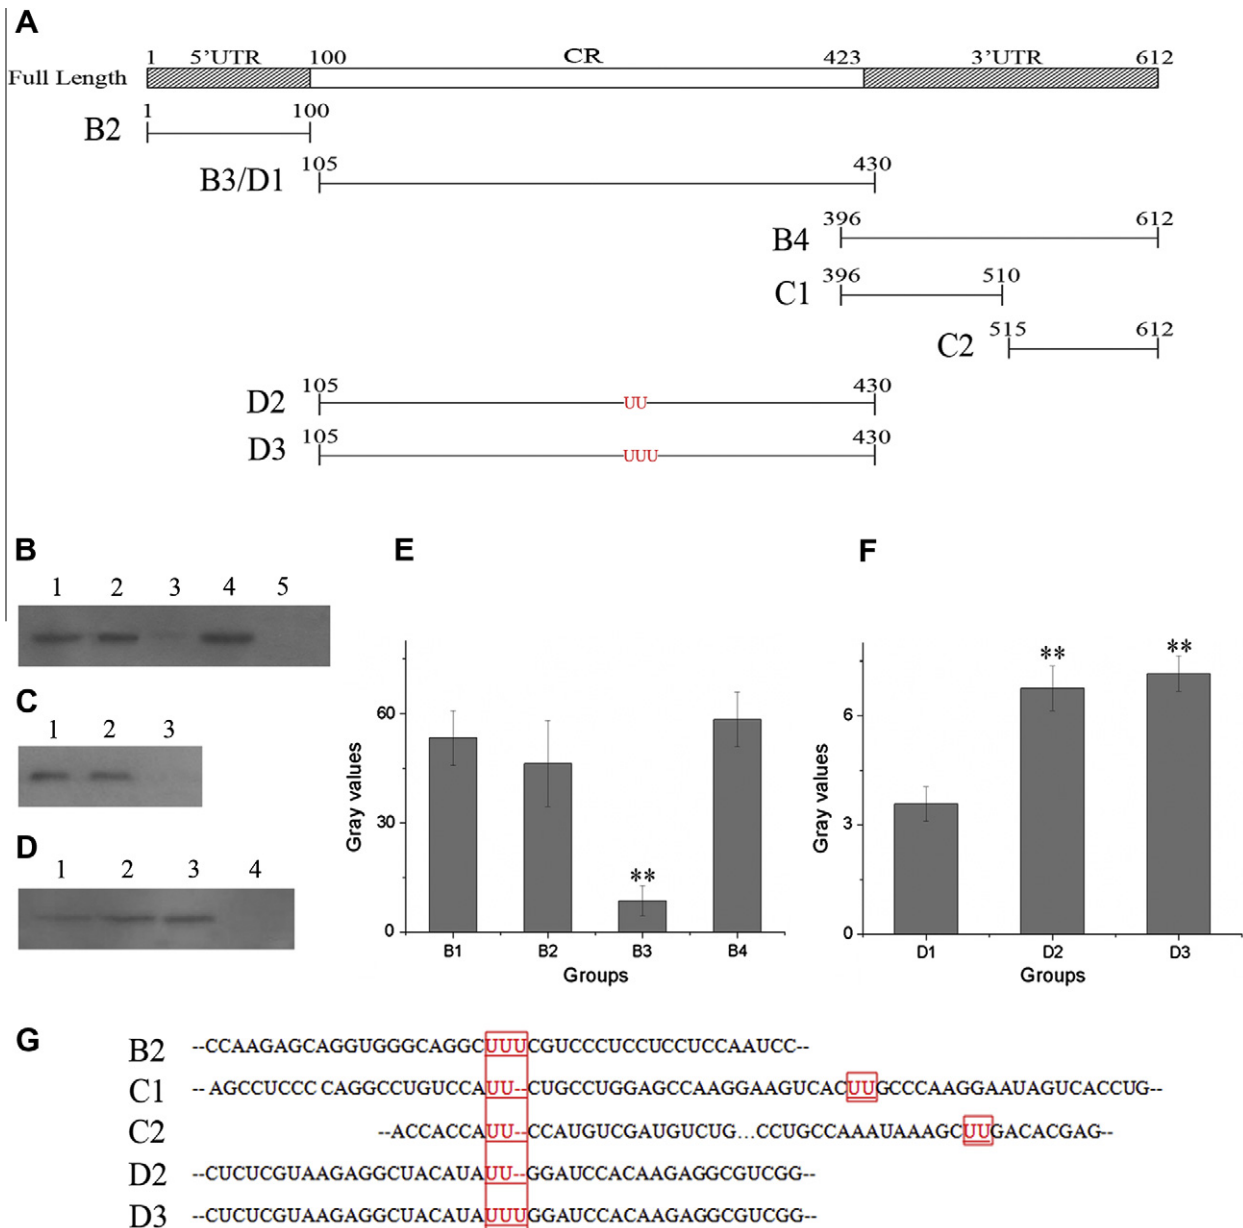 A
1 5’UTR 100 CR 423 3’UTR 612
Full Length
1 100
B2
105 430
B3/D1
396 612
B4
396 510
C1
515 612
C2
105 430
D2 UU
105 430
D3 UUU
B
1 2 3 4 5
C
1 2 3
D
1 2 3 4
E
Gray values
60
30
0
**
B1 B2 B3 B4
Groups
F
Gray values
6
3
0
** **
D1 D2 D3
Groups
G
B2 --CCAAGAGCAGGUGGGCAGGCUUUCGUCCCUCCUCCUCCAAUCC--
C1 --AGCCUCCCCAGGCCUGUCCAUU--CUGCCUGGAGCCAAGGAAGUCACUUGCCCAAGGAAUAGUCACCUG--
C2 --ACCACCAUU--CCAUGUCGAUGUCUG...CCUGCCAAAUAAAGCUUGACACGAG--
D2 --CUCUCGUAAGAGGCUACAUAUU--GGAUCCACAAGAGGCGUCGG--
D3 --CUCUCGUAAGAGGCUACAUAUUUGGAUCCACAAGAGGCGUCGG--